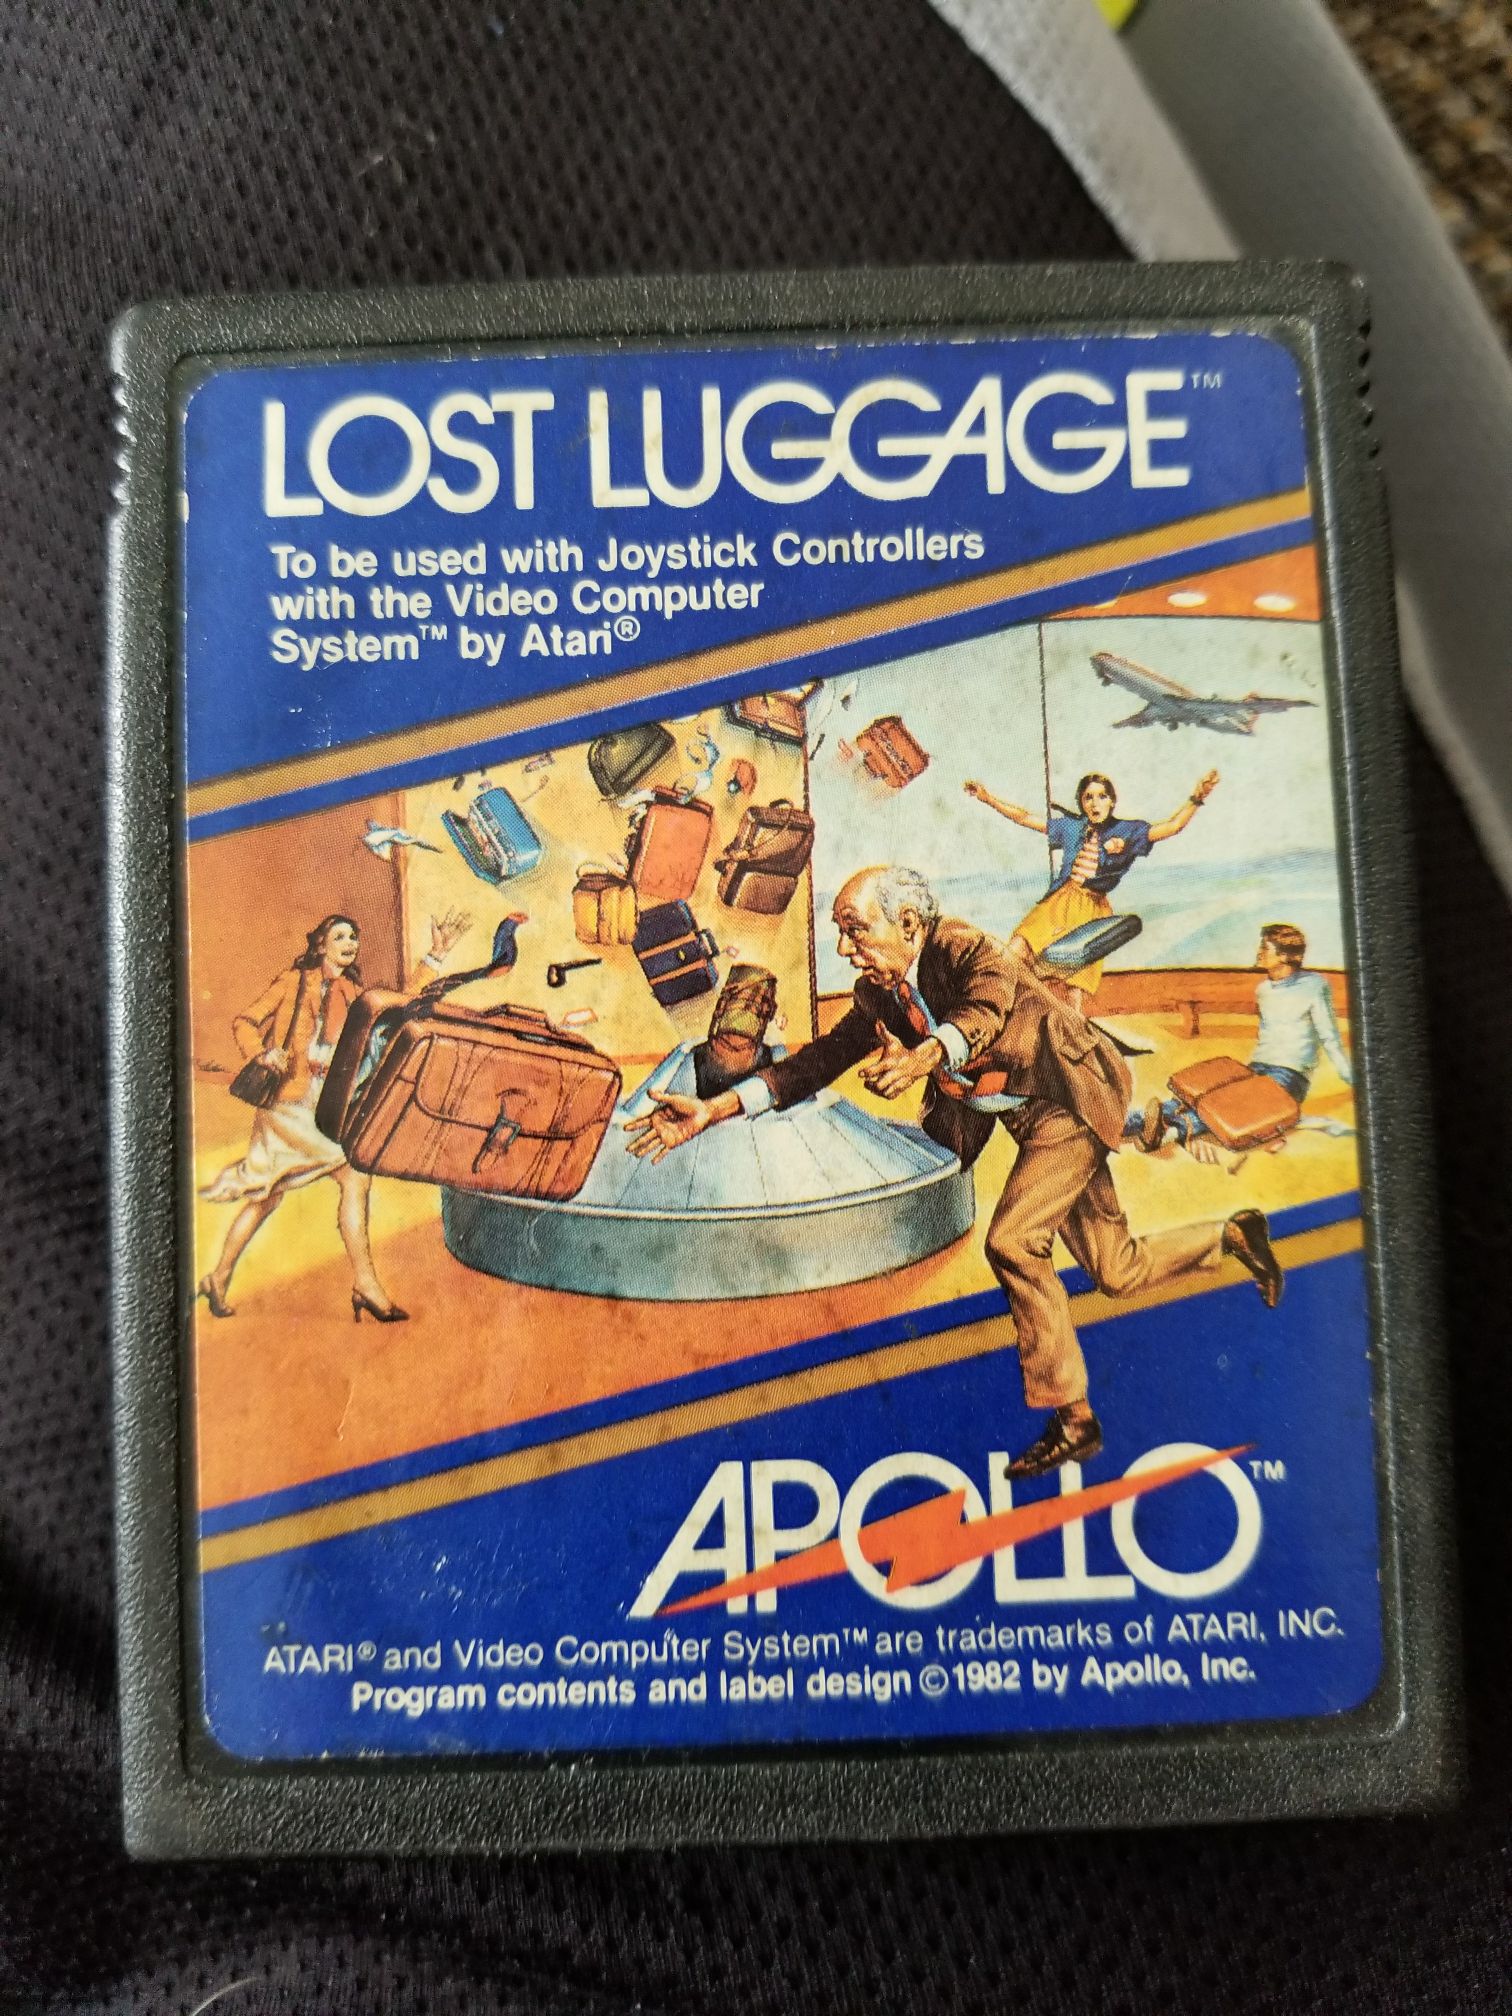 LOST LUGGAGE™
To be used with Joystick Controllers
with the Video Computer
System™ by Atari®
APOLLO™
ATARI® and Video Computer System™ are trademarks of ATARI, INC.
Program contents and label design ©1982 by Apollo, Inc.